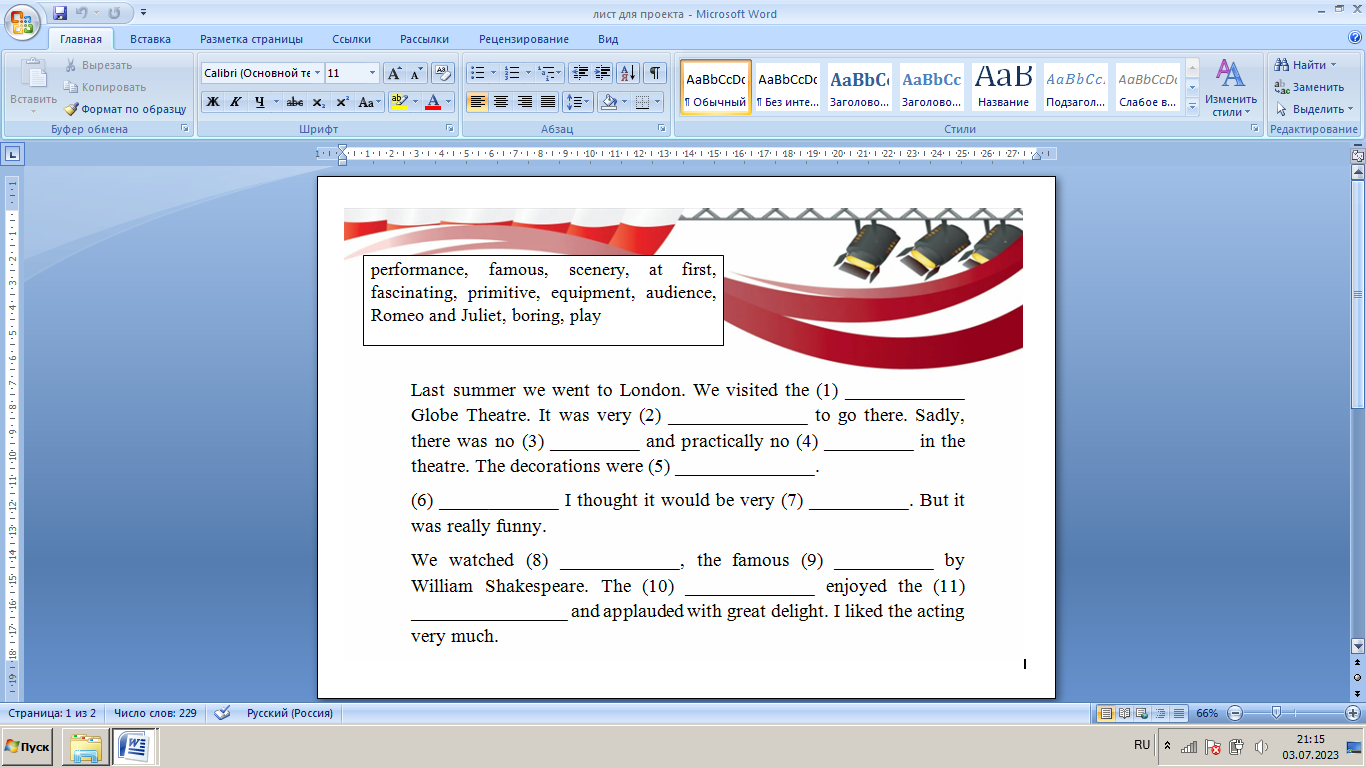 лист для проекта - Microsoft Word
Главная Вставка Разметка страницы Ссылки Рассылки Рецензирование Вид
Вставить
Вырезать
Копировать
Формат по образцу
Буфер обмена
Calibri (Основной те 11
Ж К Ч abc x₂ x² Aa
Шрифт
Абзац
AaBbCcDc AaBbCcDc AaBbCc AaBbCc AaB AaBbCc. AaBbCcDc
¶ Обычный ¶ Без инте... Заголово... Заголово... Название Подзагол... Слабое в...
Изменить стили
Стили
Найти
Заменить
Выделить
Редактирование
performance, famous, scenery, at first,
fascinating, primitive, equipment, audience,
Romeo and Juliet, boring, play
Last summer we went to London. We visited the (1) ____________
Globe Theatre. It was very (2) ______________ to go there. Sadly,
there was no (3) _________ and practically no (4) _________ in the
theatre. The decorations were (5) ______________.
(6) ____________ I thought it would be very (7) __________. But it
was really funny.
We watched (8) ____________, the famous (9) __________ by
William Shakespeare. The (10) _____________ enjoyed the (11)
________________ and applauded with great delight. I liked the acting
very much.
Страница: 1 из 2 Число слов: 229 Русский (Россия) 66%
Пуск RU 21:15
03.07.2023